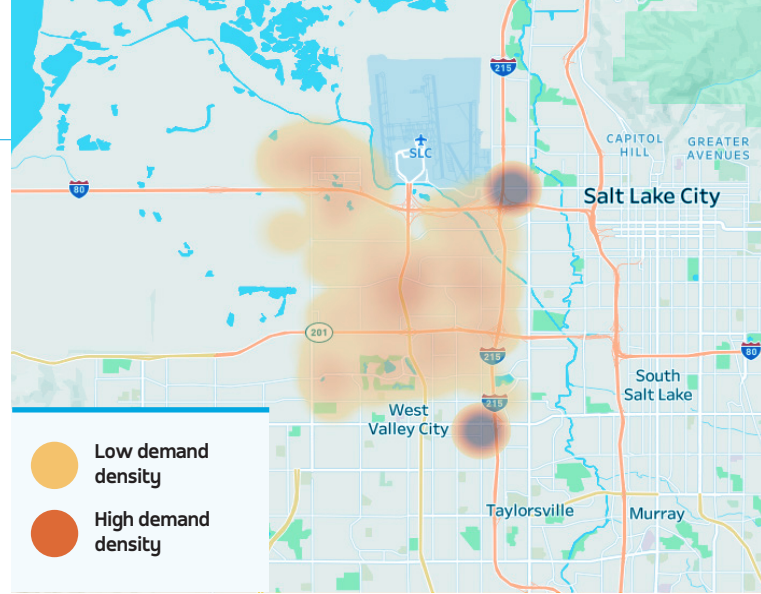 215
CAPITOL
HILL
GREATER
AVENUES
SLC
80
Salt Lake City
201
215
80
South
Salt Lake
215
West
Valley City
Low demand
density
High demand
density
Taylorsville
Murray